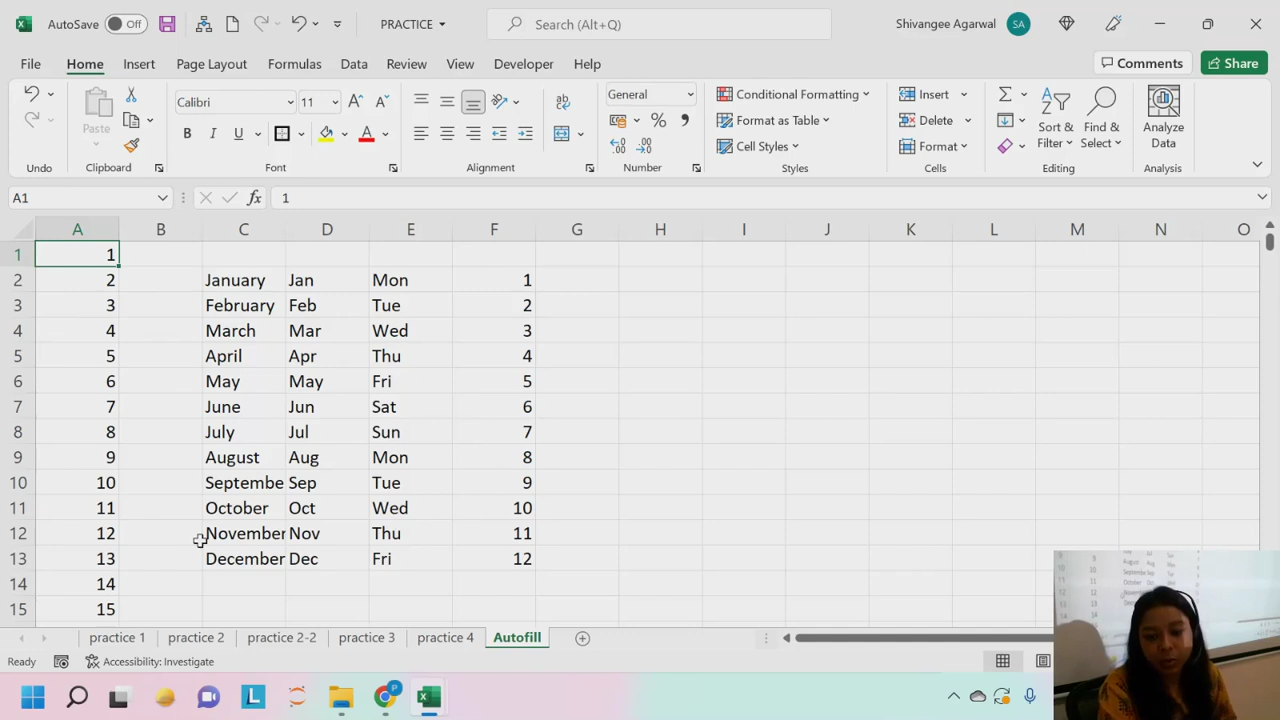 AutoSave Off PRACTICE Search (Alt+Q) Shivangee Agarwal SA
File Home Insert Page Layout Formulas Data Review View Developer Help Comments Share
Calibri 11 General Conditional Formatting Insert
Paste B I U Format as Table Delete Sort & Find & Analyze
Cell Styles Format Filter Select Data
Undo Clipboard Font Alignment Number Styles Cells Editing Analysis
A1 fx 1
A B C D E F G H I J K L M N O
1 1
2 2 January Jan Mon 1
3 3 February Feb Tue 2
4 4 March Mar Wed 3
5 5 April Apr Thu 4
6 6 May May Fri 5
7 7 June Jun Sat 6
8 8 July Jul Sun 7
9 9 August Aug Mon 8
10 10 Septembe Sep Tue 9
11 11 October Oct Wed 10
12 12 November Nov Thu 11
13 13 December Dec Fri 12
14 14
15 15
practice 1 practice 2 practice 2-2 practice 3 practice 4 Autofill
Ready Accessibility: Investigate